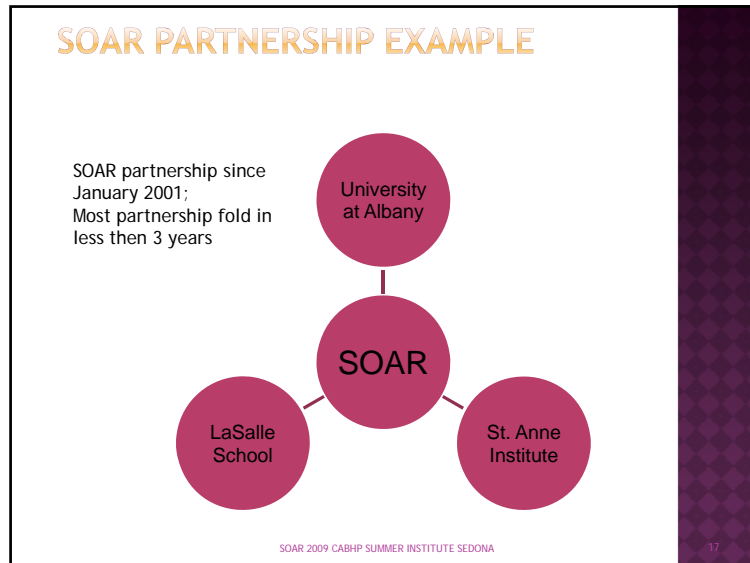 SOAR PARTNERSHIP EXAMPLE
SOAR partnership since
January 2001;
Most partnership fold in
less then 3 years
University
at Albany
SOAR
LaSalle
School
St. Anne
Institute
SOAR 2009 CABHP SUMMER INSTITUTE SEDONA
17